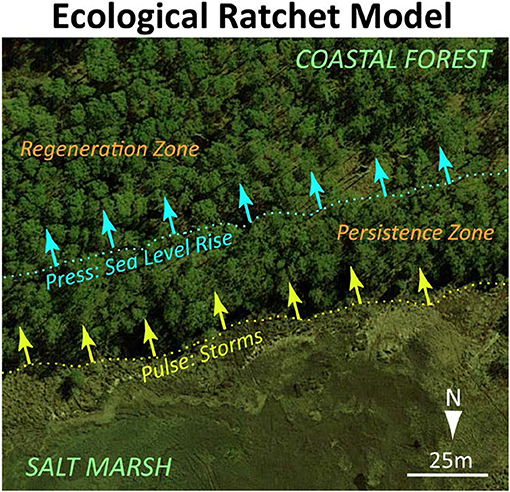 Ecological Ratchet Model
COASTAL FOREST
Regeneration Zone
Press: Sea Level Rise
Persistence Zone
Pulse: Storms
N
25m
SALT MARSH